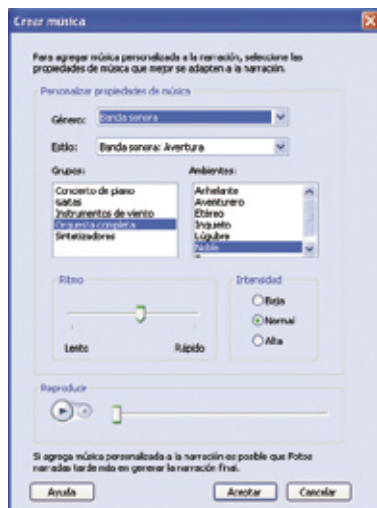 Crear música
Para agregar música personalizada a la narración, seleccione las
propiedades de música que mejor se adapten a la narración.
Personalizar propiedades de música
Género: Banda sonora
Estilo: Banda sonora: Avertura
Grupos:
Concierto de piano
Gaitas
Instrumentos de viento
Orquesta completa
Sintetizadores
Ambientes:
Anhelante
Aventurero
Etéreo
Inquieto
Lúgubre
Noble
Ritmo
Lento Rápido
Intensidad
Baja
Normal
Alta
Reproducir
Si agrega música personalizada a la narración es posible que Fotos
narradas tarde más en generar la narración final.
Ayuda Aceptar Cancelar